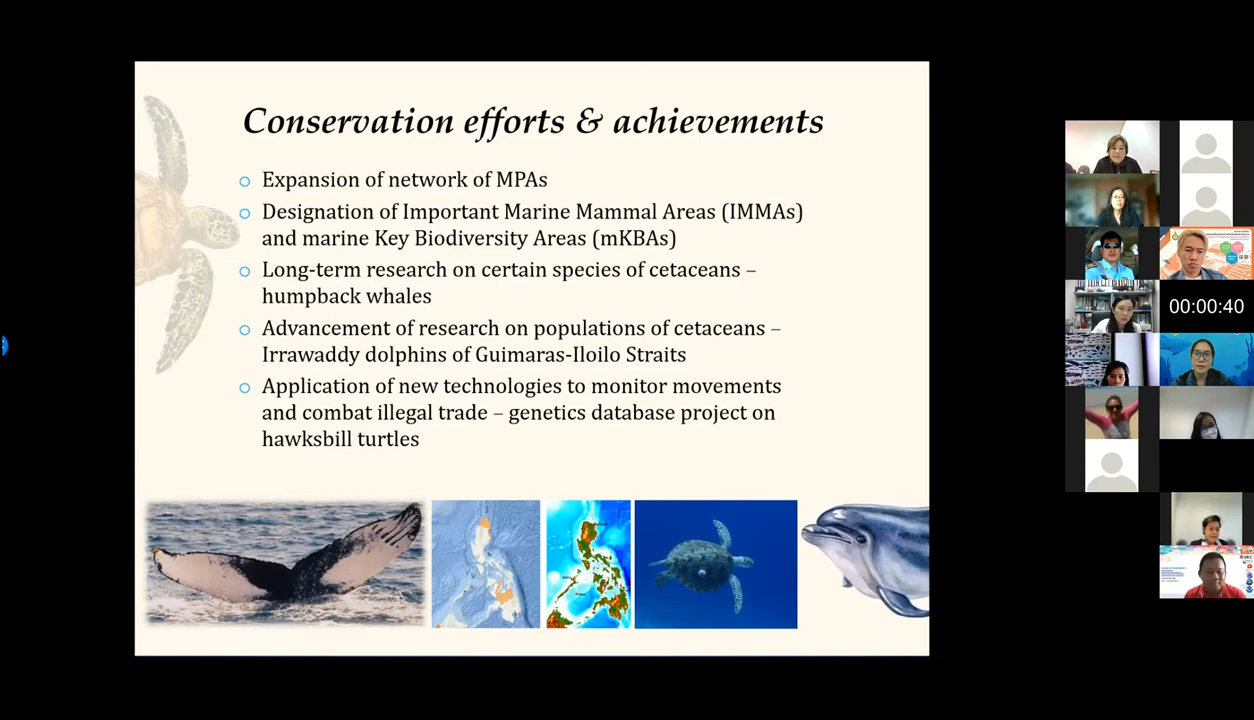 Conservation efforts & achievements
Expansion of network of MPAs
Designation of Important Marine Mammal Areas (IMMAs)
and marine Key Biodiversity Areas (mKBAs)
Long-term research on certain species of cetaceans –
humpback whales
Advancement of research on populations of cetaceans –
Irrawaddy dolphins of Guimaras-Iloilo Straits
Application of new technologies to monitor movements
and combat illegal trade – genetics database project on
hawksbill turtles
00:00:40